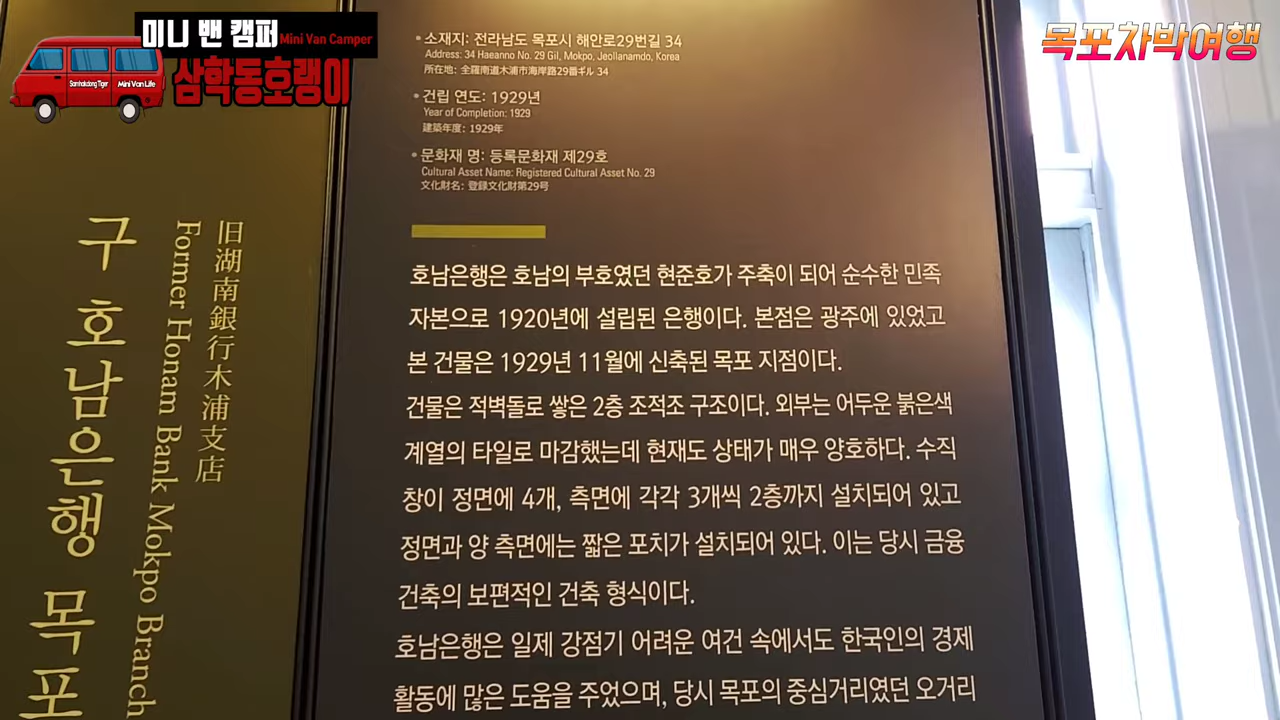 미니 밴 캠퍼 Mini Van Camper
삼학동호랭이
Samhakdong Tiger Mini Van Life
목포차박여행
• 소재지: 전라남도 목포시 해안로29번길 34
Address: 34 Haeanno No. 29 Gil, Mokpo, Jeollanamdo, Korea
所在地: 全羅南道木浦市海岸路29番ギル 34
• 건립 연도: 1929년
Year of Completion: 1929
建築年度: 1929年
• 문화재 명: 등록문화재 제29호
Cultural Asset Name: Registered Cultural Asset No. 29
文化財名: 登録文化財第29号
旧湖南銀行木浦支店
Former Honam Bank Mokpo Branch
구 호남은행 목포
호남은행은 호남의 부호였던 현준호가 주축이 되어 순수한 민족
자본으로 1920년에 설립된 은행이다. 본점은 광주에 있었고
본 건물은 1929년 11월에 신축된 목포 지점이다.
건물은 적벽돌로 쌓은 2층 조적조 구조이다. 외부는 어두운 붉은색
계열의 타일로 마감했는데 현재도 상태가 매우 양호하다. 수직
창이 정면에 4개, 측면에 각각 3개씩 2층까지 설치되어 있고
정면과 양 측면에는 짧은 포치가 설치되어 있다. 이는 당시 금융
건축의 보편적인 건축 형식이다.
호남은행은 일제 강점기 어려운 여건 속에서도 한국인의 경제
활동에 많은 도움을 주었으며, 당시 목포의 중심거리였던 오거리